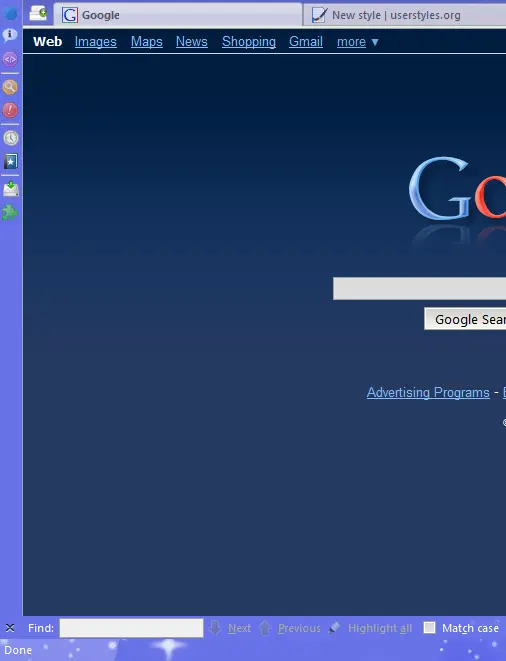 Google New style | userstyles.org
Web Images Maps News Shopping Gmail more ▼
Go
Google Sear
Advertising Programs -
Find: Next Previous Highlight all Match case
Done